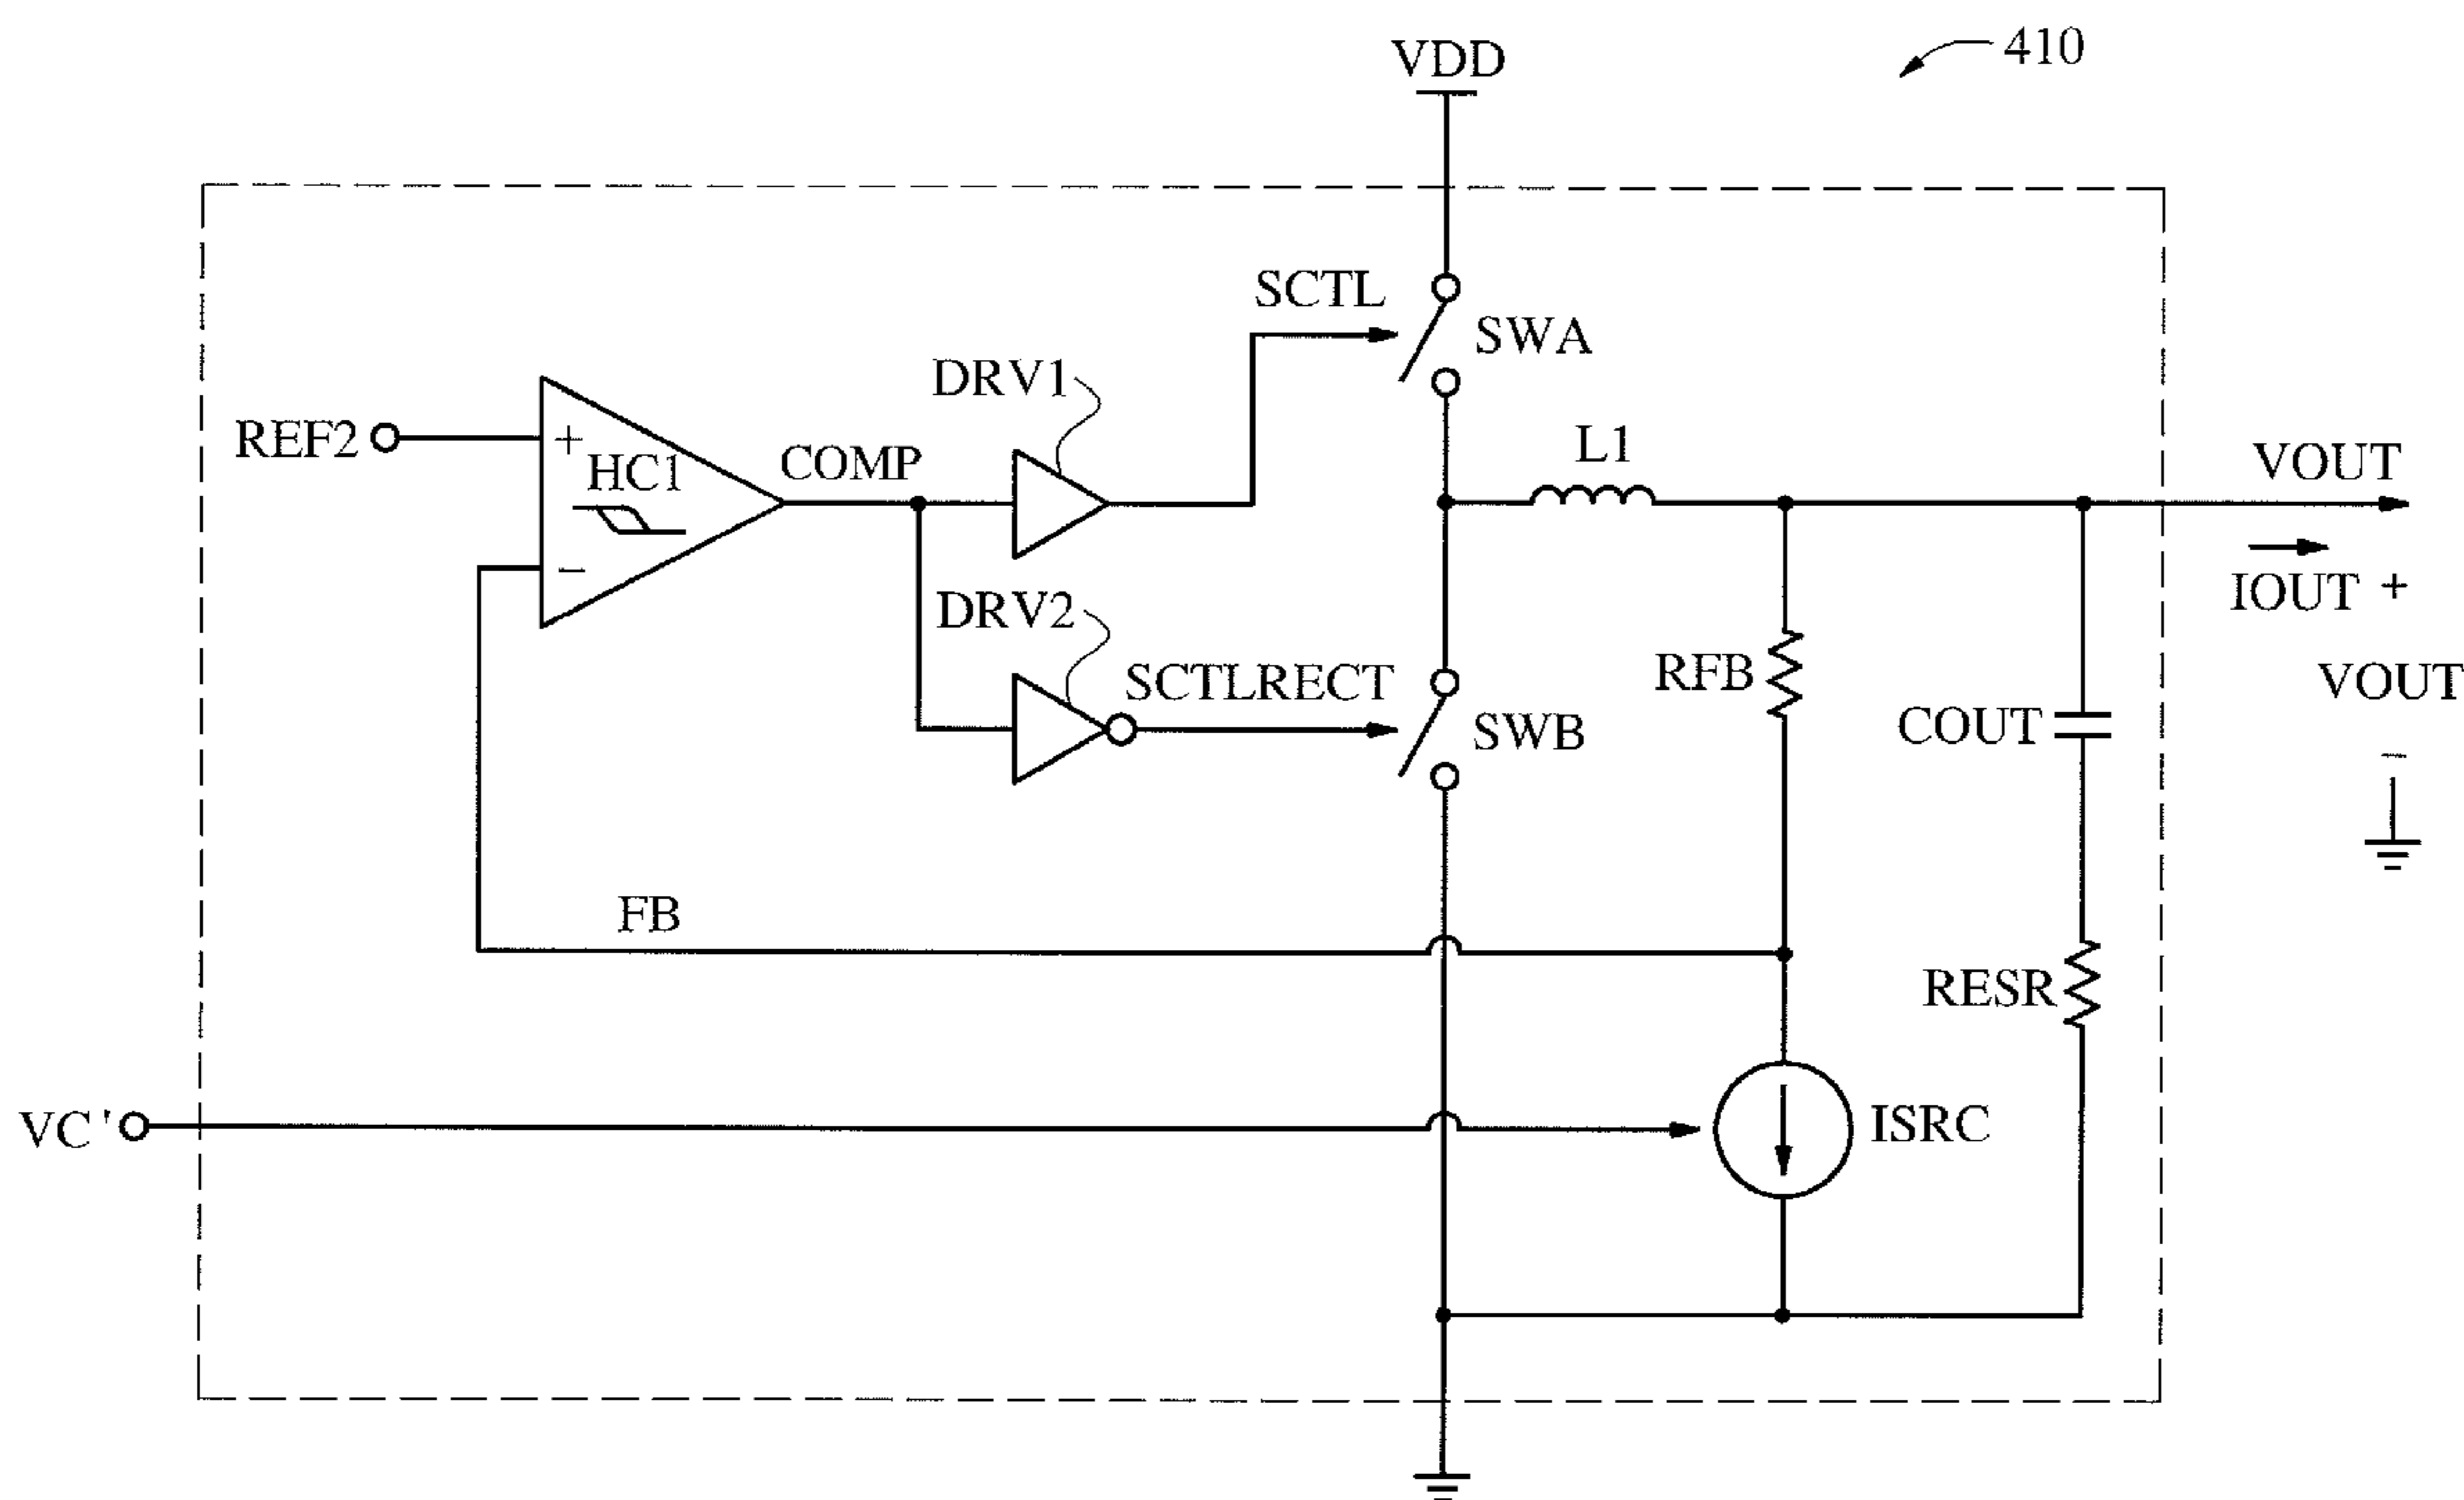 410
VDD
SCTL
SWA
DRV1
REF2
+
HC1
COMP
L1
VOUT
−
IOUT +
DRV2
SCTLRECT
RFB
VOUT
SWB
COUT
−
FB
RESR
VC'
ISRC